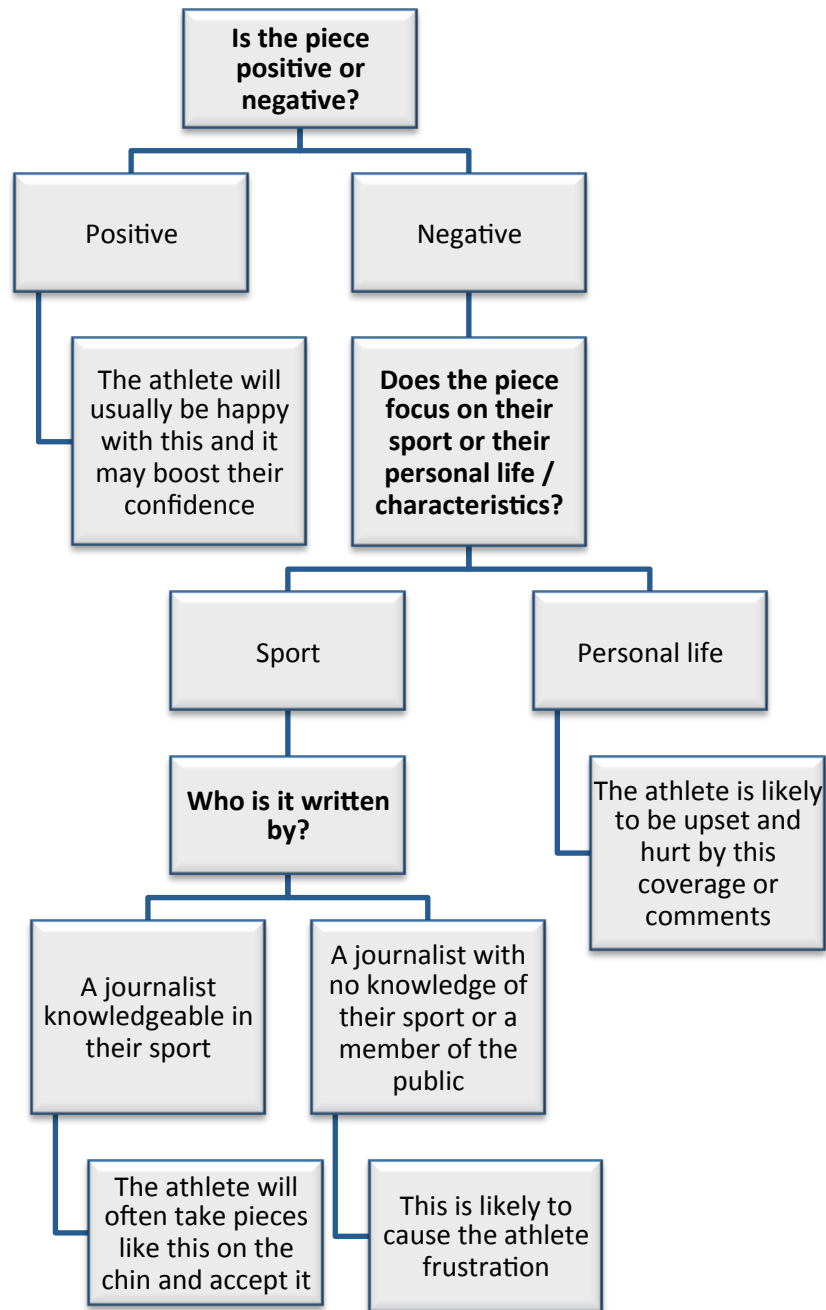 Is the piece
positive or
negative?
Positive
Negative
The athlete will
usually be happy
with this and it
may boost their
confidence
Does the piece
focus on their
sport or their
personal life /
characteristics?
Sport
Personal life
Who is it written
by?
The athlete is likely
to be upset and
hurt by this
coverage or
comments
A journalist
knowledgeable in
their sport
A journalist with
no knowledge of
their sport or a
member of the
public
The athlete will
often take pieces
like this on the
chin and accept it
This is likely to
cause the athlete
frustration